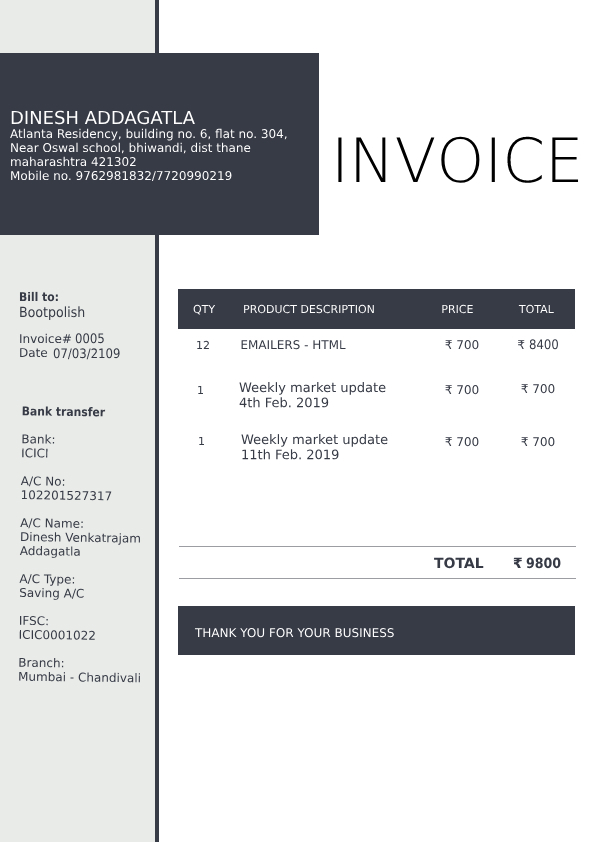 DINESH ADDAGATLA
Atlanta Residency, building no. 6, flat no. 304,
Near Oswal school, bhiwandi, dist thane
maharashtra 421302
Mobile no. 9762981832/7720990219
INVOICE
Bill to:
Bootpolish
Invoice# 0005
Date 07/03/2109
Bank transfer
Bank:
ICICI
A/C No:
102201527317
A/C Name:
Dinesh Venkatrajam
Addagatla
A/C Type:
Saving A/C
IFSC:
ICIC0001022
Branch:
Mumbai - Chandivali
QTY PRODUCT DESCRIPTION PRICE TOTAL
12 EMAILERS - HTML ₹ 700 ₹ 8400
1 Weekly market update ₹ 700 ₹ 700
4th Feb. 2019
1 Weekly market update ₹ 700 ₹ 700
11th Feb. 2019
TOTAL ₹ 9800
THANK YOU FOR YOUR BUSINESS